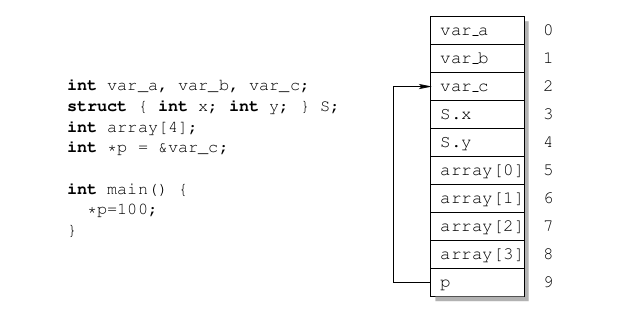 int var_a, var_b, var_c;
struct { int x; int y; } S;
int array[4];
int *p = &var_c;
int main() {
*p=100;
}
var_a 0
var_b 1
var_c 2
S.x 3
S.y 4
array[0] 5
array[1] 6
array[2] 7
array[3] 8
p 9